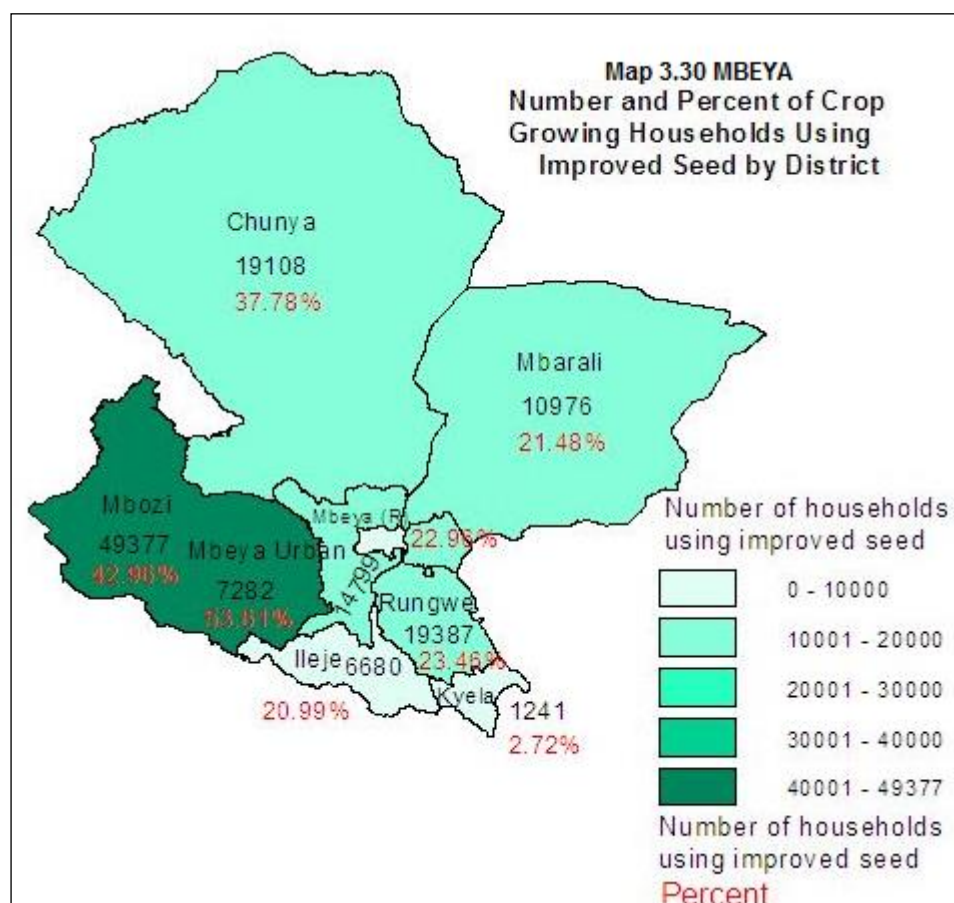 Map 3.30 MBEYA
Number and Percent of Crop
Growing Households Using
Improved Seed by District
Chunya
19108
37.78%
Mbarali
10976
21.48%
Mbozi
49377
42.96%
Mbeya Urban
7282
53.61%
Mbeya (R)
22.96%
14799
Rungwe
19387
23.46%
Ileje
6680
20.99%
Kyela
1241
2.72%
Number of households
using improved seed
0 - 10000
10001 - 20000
20001 - 30000
30001 - 40000
40001 - 49377
Number of households
using improved seed
Percent